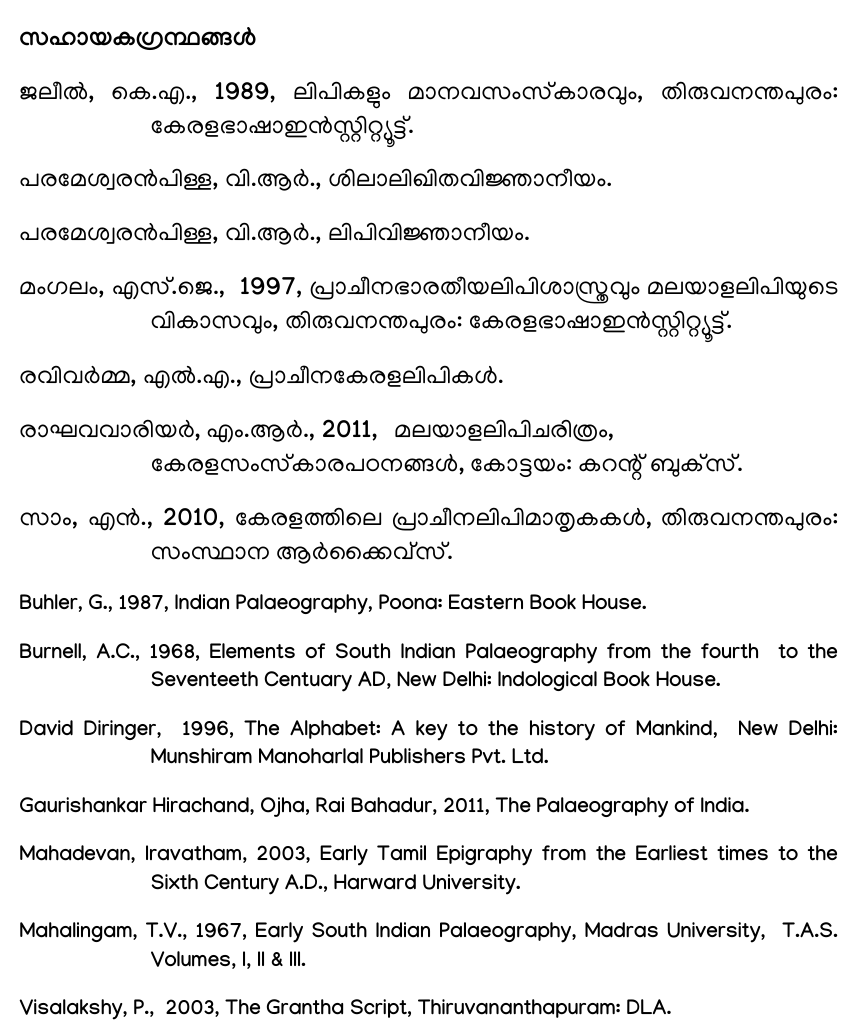 സഹായകഗ്രന്ഥങ്ങൾ
ജലീൽ, കെ.എ., 1989, ലിപികളും മാനവസംസ്കാരവും, തിരുവനന്തപുരം:
കേരളഭാഷാഇൻസ്റ്റിറ്റ്യൂട്ട്.
പരമേശ്വരൻപിള്ള, വി.ആർ., ശിലാലിഖിതവിജ്ഞാനീയം.
പരമേശ്വരൻപിള്ള, വി.ആർ., ലിപിവിജ്ഞാനീയം.
മംഗലം, എസ്.ജെ., 1997, പ്രാചീനഭാരതീയലിപിശാസ്ത്രവും മലയാളലിപിയുടെ
വികാസവും, തിരുവനന്തപുരം: കേരളഭാഷാഇൻസ്റ്റിറ്റ്യൂട്ട്.
രവിവർമ്മ, എൽ.എ., പ്രാചീനകേരളലിപികൾ.
രാഘവവാരിയർ, എം.ആർ., 2011, മലയാളലിപിചരിത്രം,
കേരളസംസ്കാരപഠനങ്ങൾ, കോട്ടയം: കറന്റ് ബുക്സ്.
സാം, എൻ., 2010, കേരളത്തിലെ പ്രാചീനലിപിമാതൃകകൾ, തിരുവനന്തപുരം:
സംസ്ഥാന ആർക്കൈവ്സ്.
Buhler, G., 1987, Indian Palaeography, Poona: Eastern Book House.
Burnell, A.C., 1968, Elements of South Indian Palaeography from the fourth to the
Seventeeth Centuary AD, New Delhi: Indological Book House.
David Diringer, 1996, The Alphabet: A key to the history of Mankind, New Delhi:
Munshiram Manoharlal Publishers Pvt. Ltd.
Gaurishankar Hirachand, Ojha, Rai Bahadur, 2011, The Palaeography of India.
Mahadevan, Iravatham, 2003, Early Tamil Epigraphy from the Earliest times to the
Sixth Century A.D., Harward University.
Mahalingam, T.V., 1967, Early South Indian Palaeography, Madras University, T.A.S.
Volumes, I, II & III.
Visalakshy, P., 2003, The Grantha Script, Thiruvananthapuram: DLA.